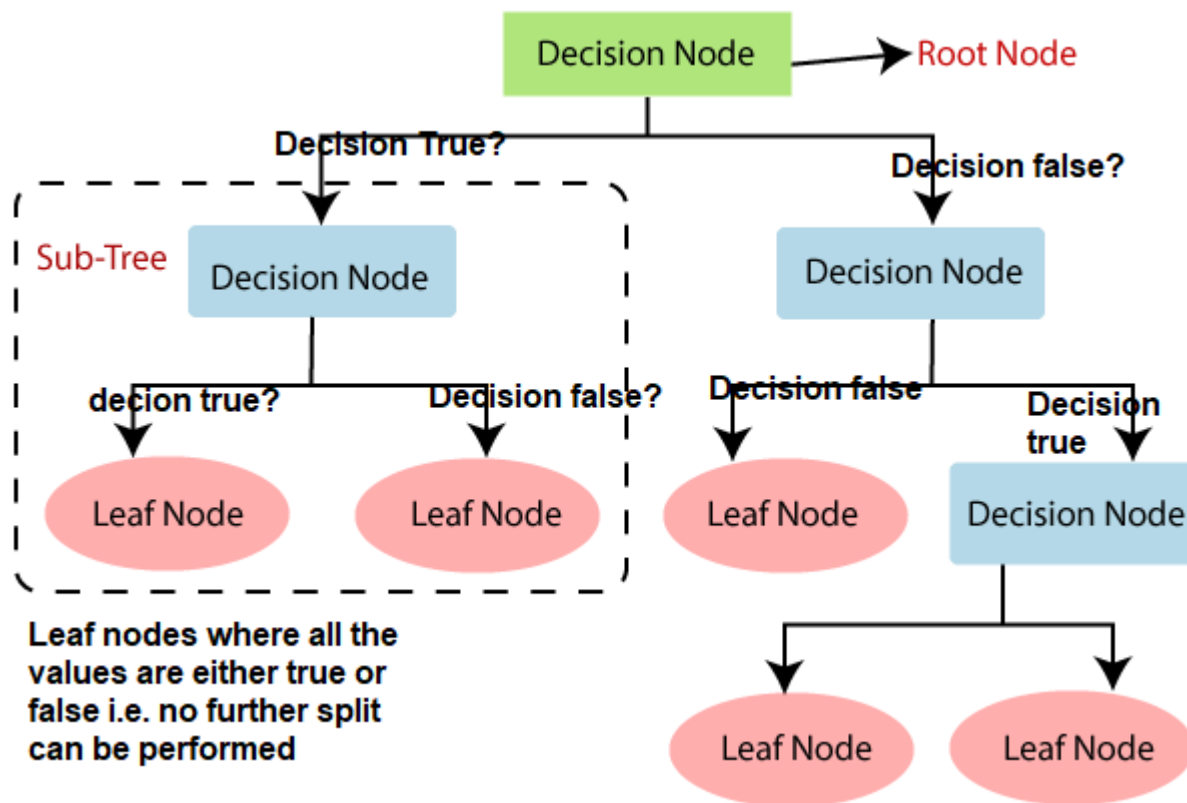 Decision Node
Root Node
Decision True?
Decision false?
Sub-Tree
Decision Node
Decision Node
decion true?
Decision false?
Decision false
Decision
true
Leaf Node
Leaf Node
Leaf Node
Decision Node
Leaf nodes where all the
values are either true or
false i.e. no further split
can be performed
Leaf Node
Leaf Node